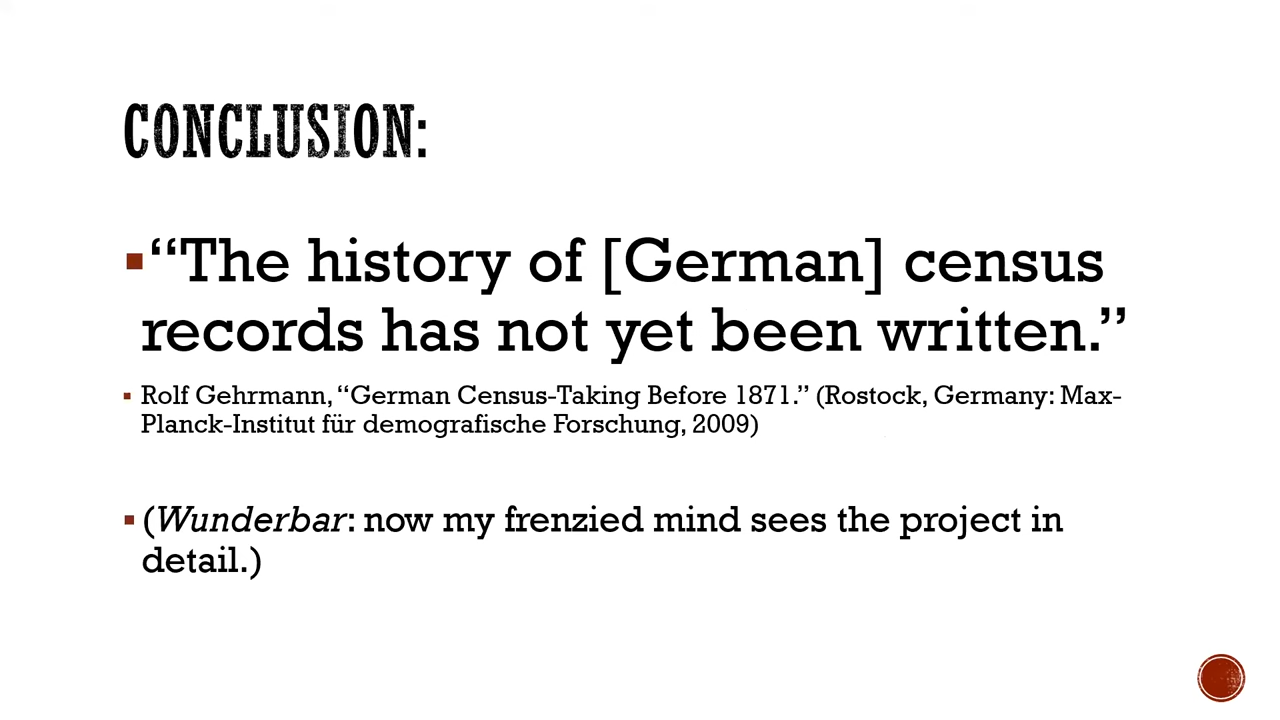 CONCLUSION:
▪“The history of [German] census
records has not yet been written.”
▪ Rolf Gehrmann, “German Census-Taking Before 1871.” (Rostock, Germany: Max-
Planck-Institut für demografische Forschung, 2009)
▪ (Wunderbar: now my frenzied mind sees the project in
detail.)